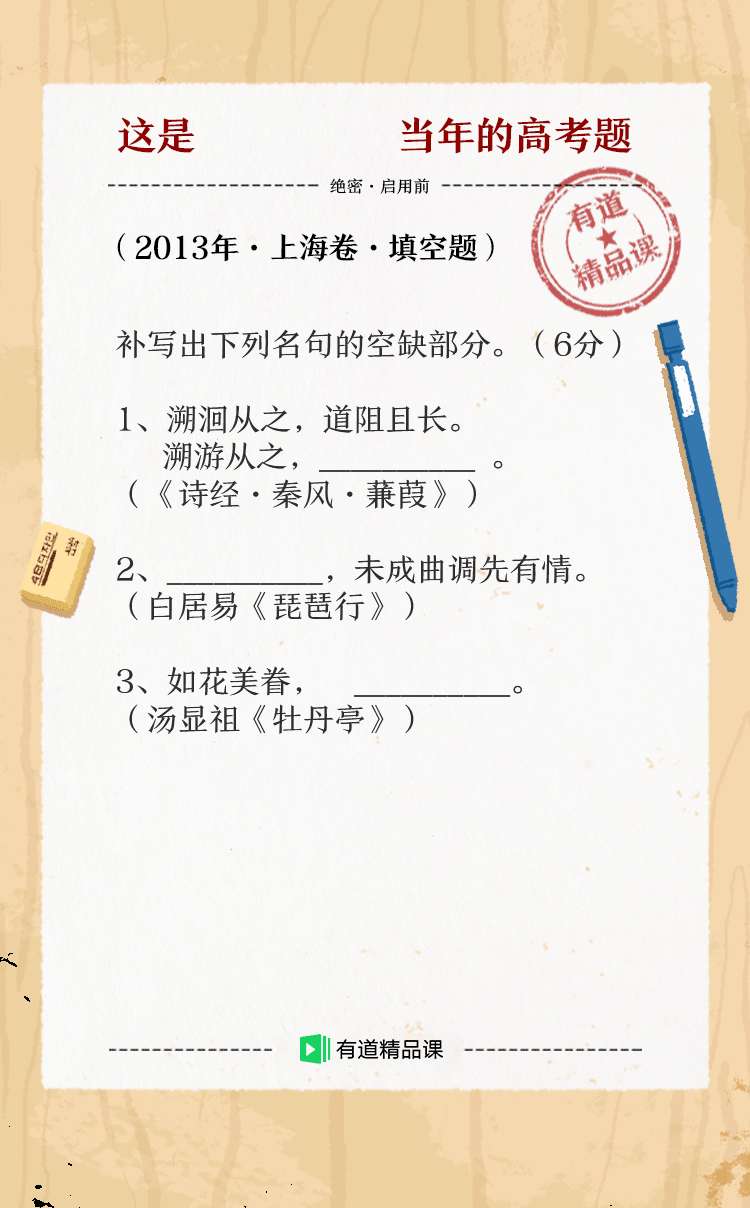 这是 当年的高考题
绝密·启用前
有道
精品课
（2013年·上海卷·填空题）
补写出下列名句的空缺部分。（6分）
1、溯洄从之，道阻且长。
溯游从之，__________ 。
（《诗经·秦风·蒹葭》）
2、__________，未成曲调先有情。
（白居易《琵琶行》）
3、如花美眷， __________。
（汤显祖《牡丹亭》）
有道精品课